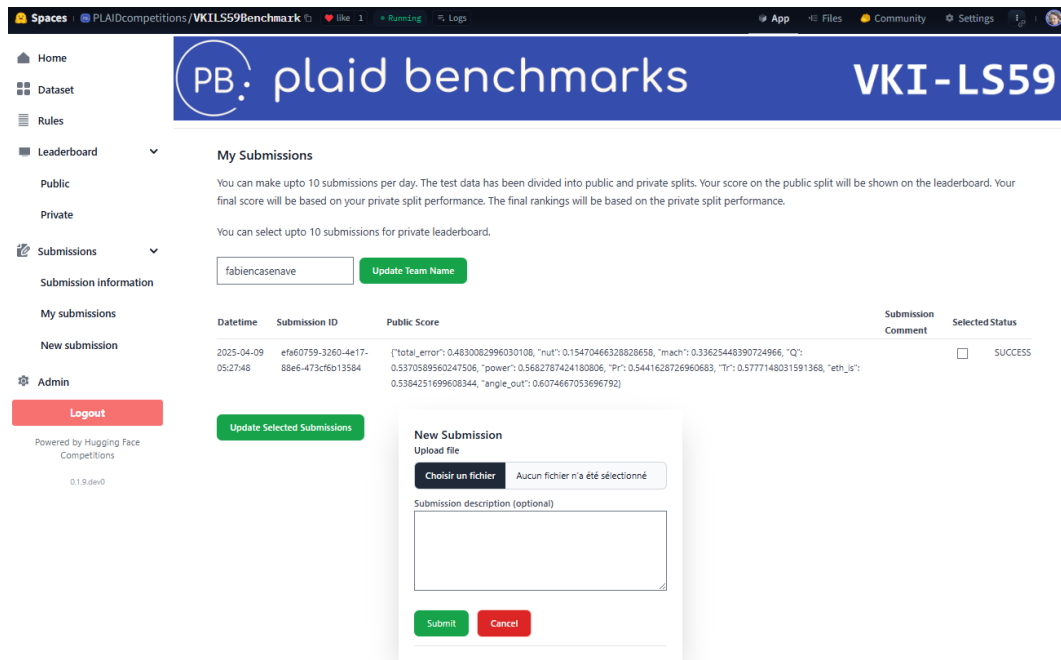 Spaces PLAIDcompetitions/VKILS59Benchmark like 1 Running Logs App Files Community Settings
Home
Dataset
Rules
Leaderboard
Public
Private
Submissions
Submission information
My submissions
New submission
Admin
Logout
Powered by Hugging Face
Competitions
0.1.9.dev0
PB: plaid benchmarks VKI-LS59
My Submissions
You can make upto 10 submissions per day. The test data has been divided into public and private splits. Your score on the public split will be shown on the leaderboard. Your
final score will be based on your private split performance. The final rankings will be based on the private split performance.
You can select upto 10 submissions for private leaderboard.
fabiencasenave Update Team Name
Datetime Submission ID Public Score Submission Comment Selected Status
2025-04-09 efa60759-3260-4e17- {"total_error": 0.4830082996030108, "nut": 0.15470466328828658, "mach": 0.33625448390724966, "Q": SUCCESS
05:27:48 88e6-473cf6b13584 0.5370589560247506, "power": 0.5682787424180806, "Pr": 0.5441628726960683, "Tr": 0.5777148031591368, "eth_is":
0.5384251699608344, "angle_out": 0.6074667053696792}
Update Selected Submissions
New Submission
Upload file
Choisir un fichier Aucun fichier n'a été sélectionné
Submission description (optional)
Submit Cancel